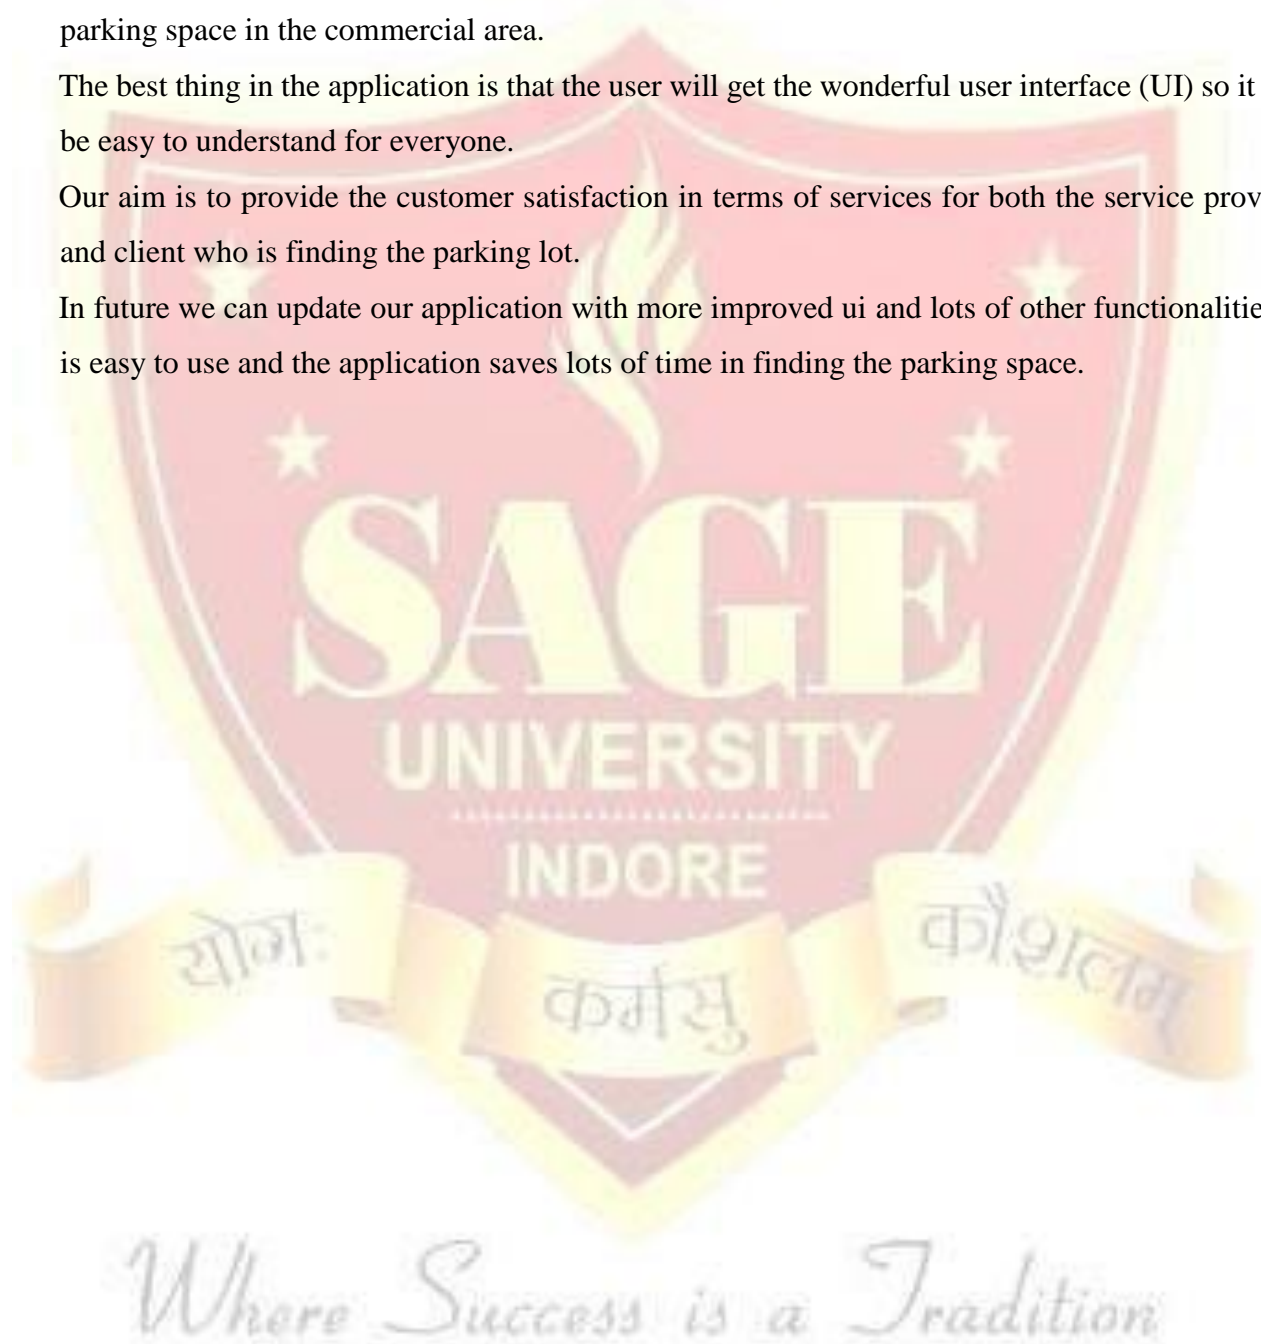 parking space in the commercial area.
The best thing in the application is that the user will get the wonderful user interface (UI) so it
be easy to understand for everyone.
Our aim is to provide the customer satisfaction in terms of services for both the service prov
and client who is finding the parking lot.
In future we can update our application with more improved ui and lots of other functionalitie
is easy to use and the application saves lots of time in finding the parking space.
SAGE
UNIVERSITY
INDORE
योगः
कर्मसु
कौशलम्
Where Success is a Tradition